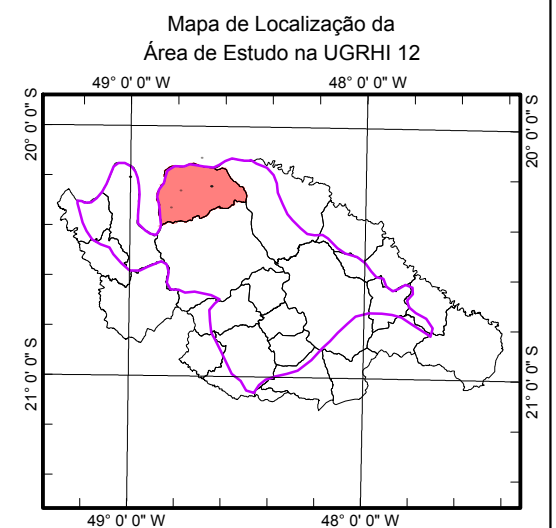 Mapa de Localização da
Área de Estudo na UGRHI 12
49° 0' 0" W
48° 0' 0" W
20° 0' 0" S
20° 0' 0" S
21° 0' 0" S
21° 0' 0" S
49° 0' 0" W
48° 0' 0" W